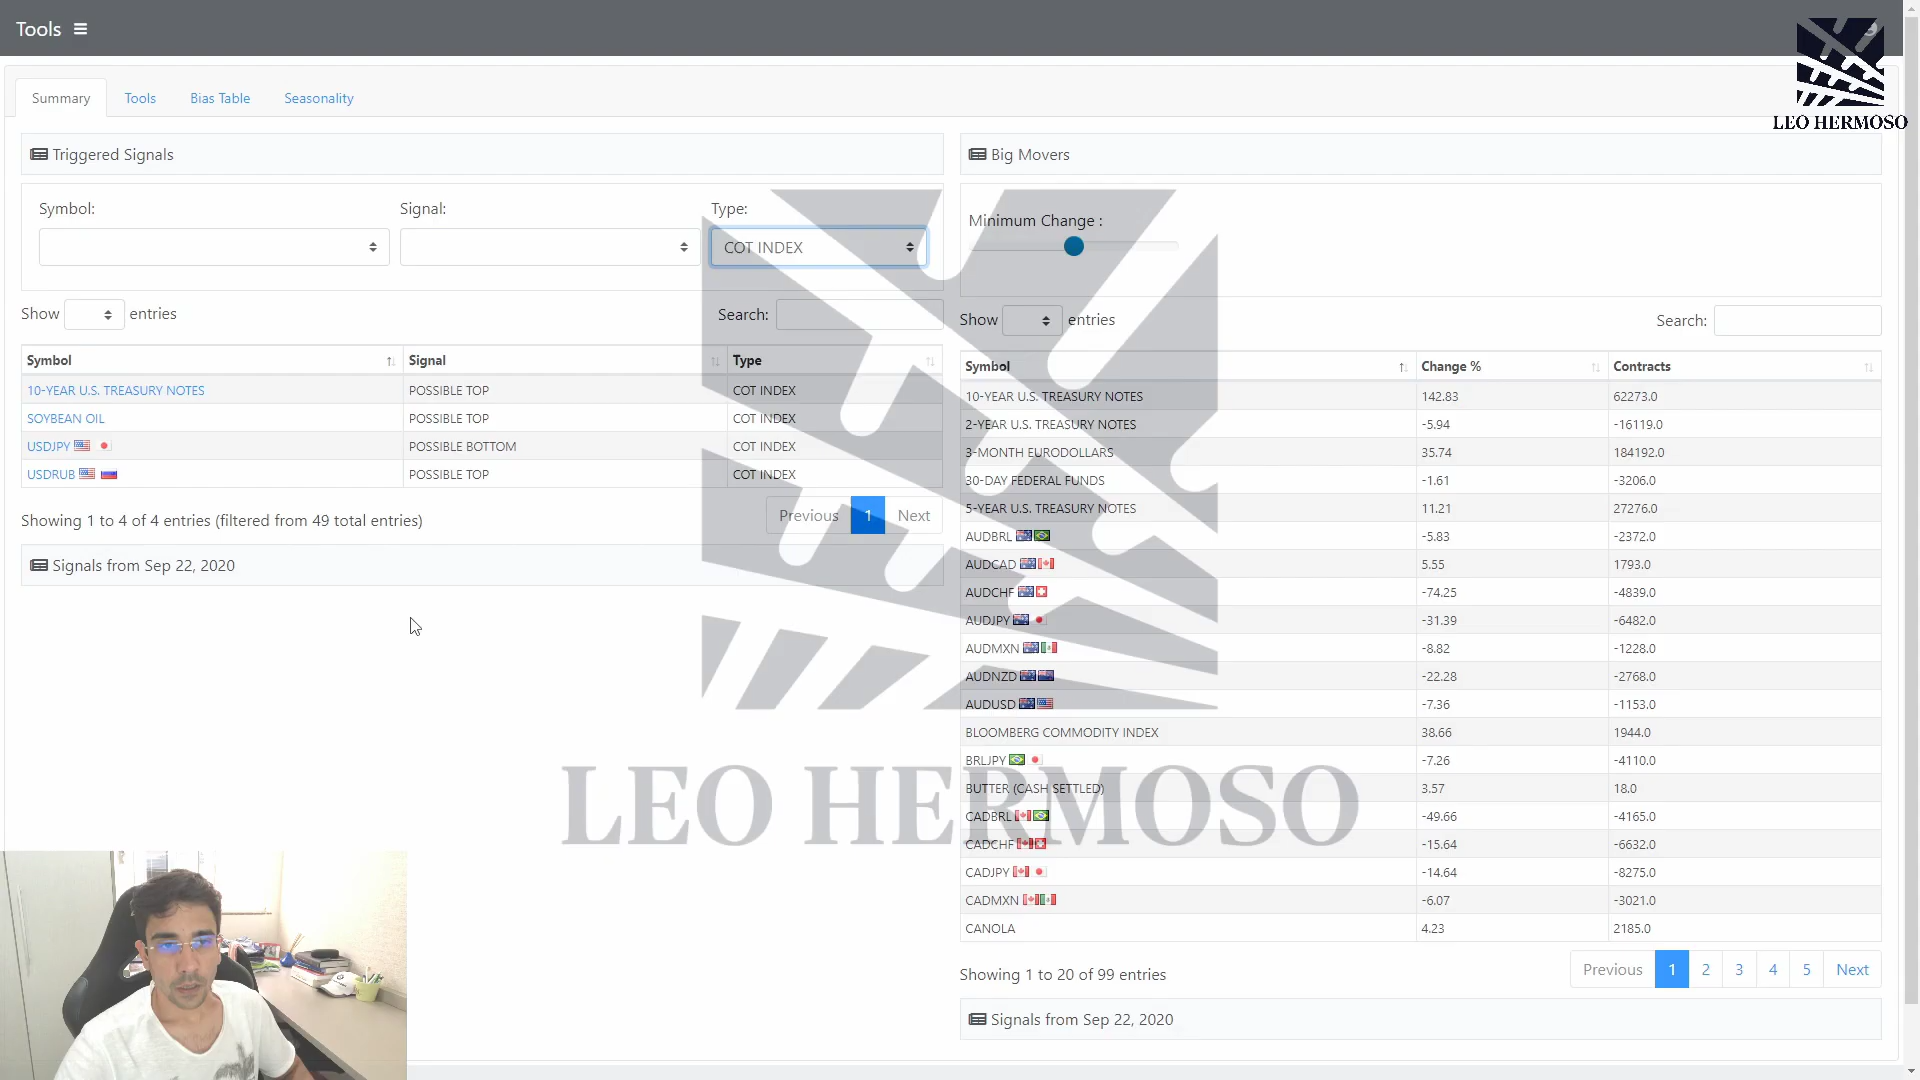 Tools
LEO HERMOSO
Summary Tools Bias Table Seasonality
Triggered Signals
Symbol: Signal: Type:
COT INDEX
Show entries Search:
Symbol Signal Type
10-YEAR U.S. TREASURY NOTES POSSIBLE TOP COT INDEX
SOYBEAN OIL POSSIBLE TOP COT INDEX
USDJPY POSSIBLE BOTTOM COT INDEX
USDRUB POSSIBLE TOP COT INDEX
Showing 1 to 4 of 4 entries (filtered from 49 total entries) Previous 1 Next
Signals from Sep 22, 2020
Big Movers
Minimum Change :
Show entries Search:
Symbol Change % Contracts
10-YEAR U.S. TREASURY NOTES 142.83 62273.0
2-YEAR U.S. TREASURY NOTES -5.94 -16119.0
3-MONTH EURODOLLARS 35.74 184192.0
30-DAY FEDERAL FUNDS -1.61 -3206.0
5-YEAR U.S. TREASURY NOTES 11.21 27276.0
AUDBRL -5.83 -2372.0
AUDCAD 5.55 1793.0
AUDCHF -74.25 -4839.0
AUDJPY -31.39 -6482.0
AUDMXN -8.82 -1228.0
AUDNZD -22.28 -2768.0
AUDUSD -7.36 -1153.0
BLOOMBERG COMMODITY INDEX 38.66 1944.0
BRLJPY -7.26 -4110.0
BUTTER (CASH SETTLED) 3.57 18.0
CADBRL -49.66 -4165.0
CADCHF -15.64 -6632.0
CADJPY -14.64 -8275.0
CADMXN -6.07 -3021.0
CANOLA 4.23 2185.0
Showing 1 to 20 of 99 entries Previous 1 2 3 4 5 Next
Signals from Sep 22, 2020
LEO HERMOSO